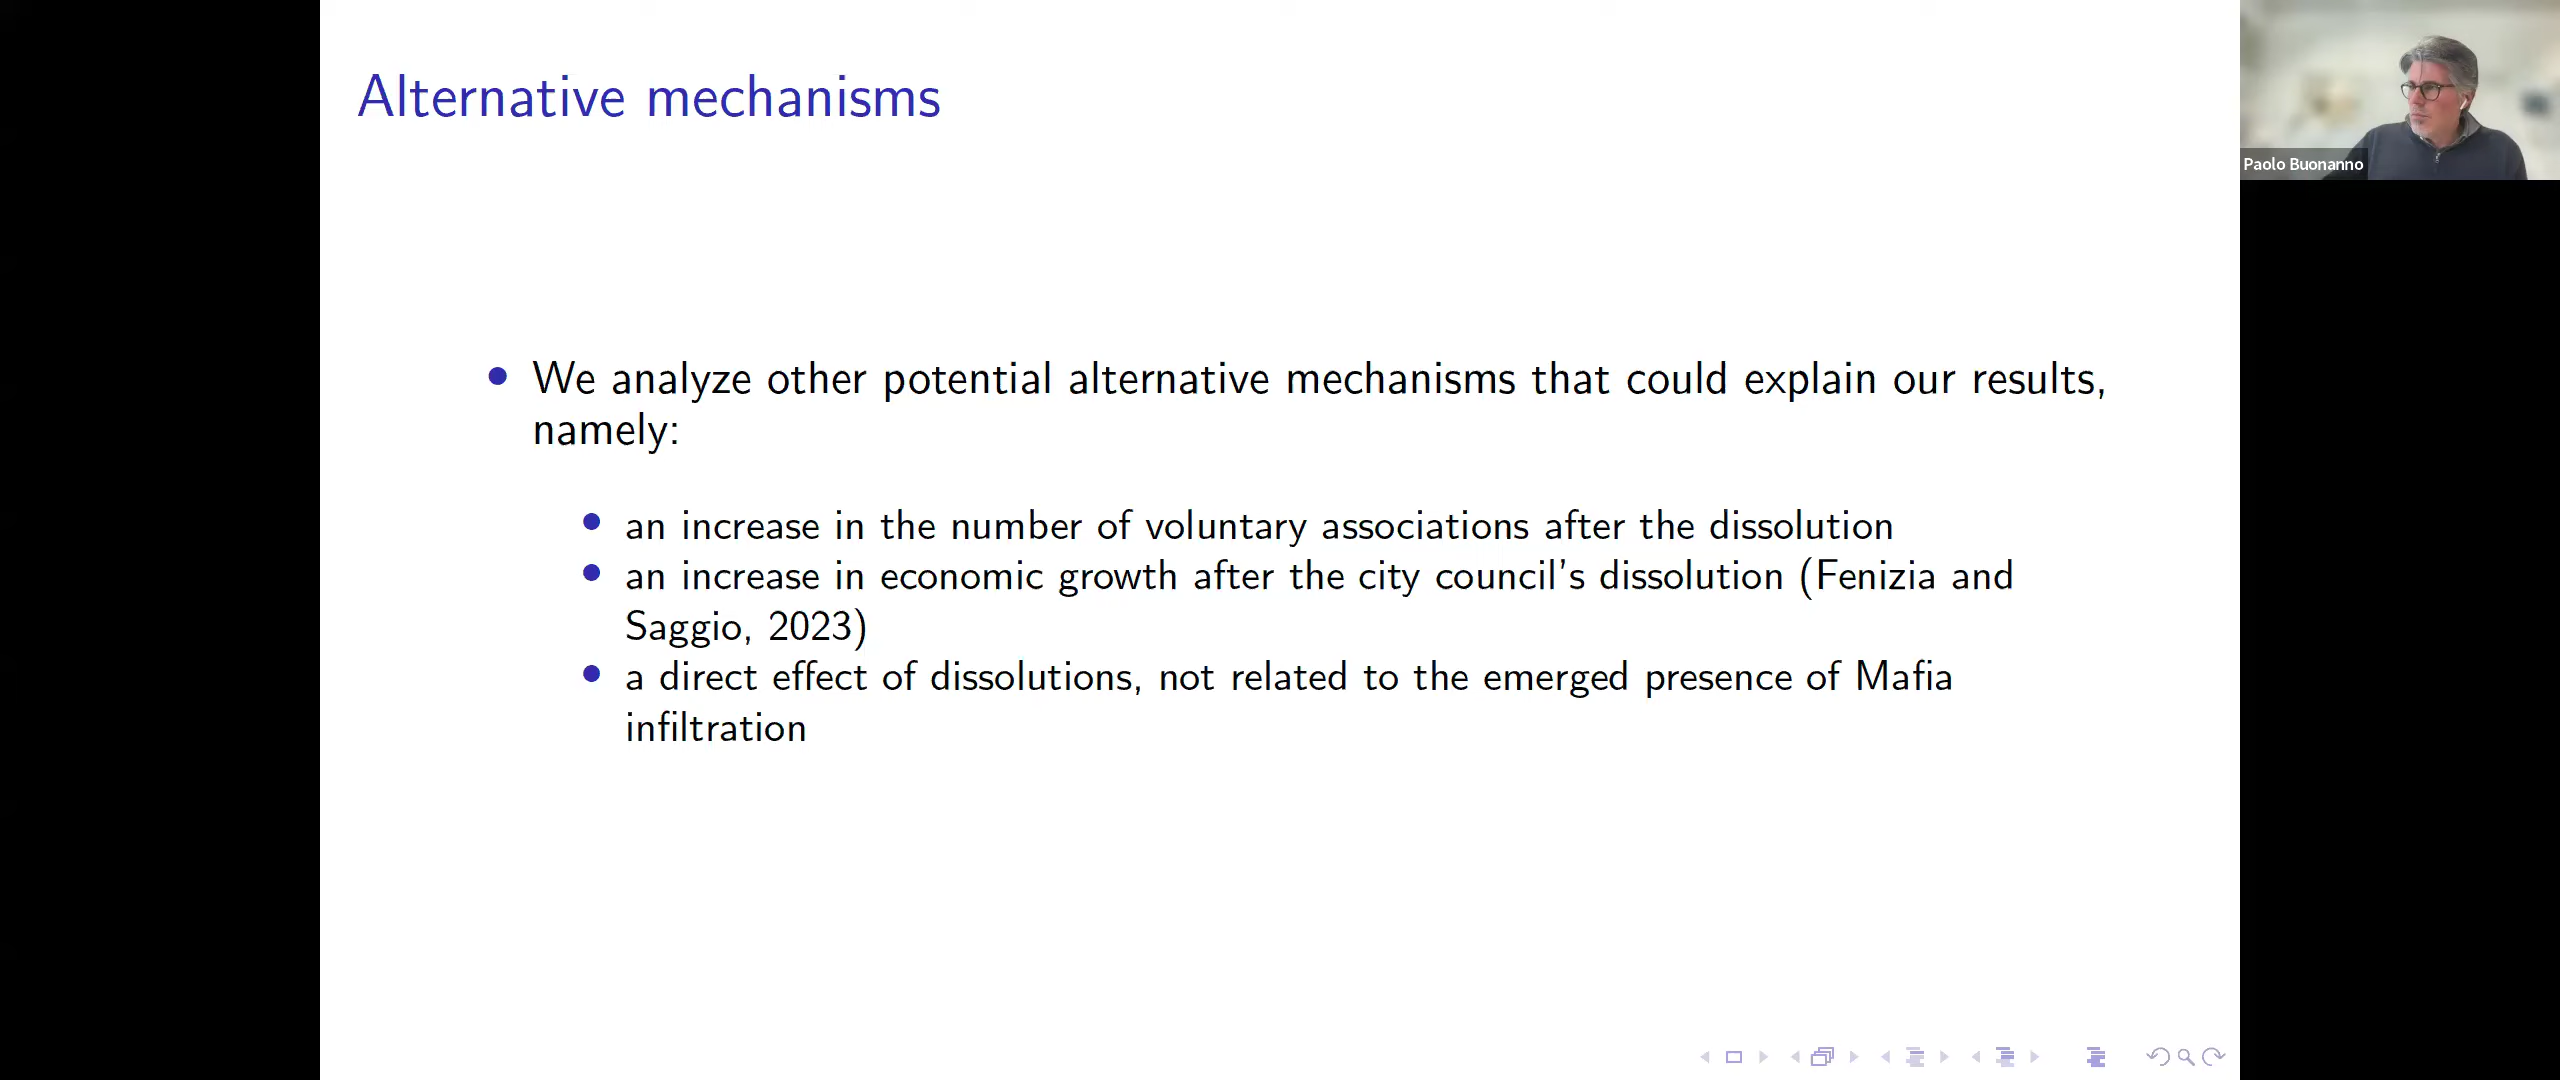 Alternative mechanisms
We analyze other potential alternative mechanisms that could explain our results,
namely:
an increase in the number of voluntary associations after the dissolution
an increase in economic growth after the city council's dissolution (Fenizia and
Saggio, 2023)
a direct effect of dissolutions, not related to the emerged presence of Mafia
infiltration
Paolo Buonanno